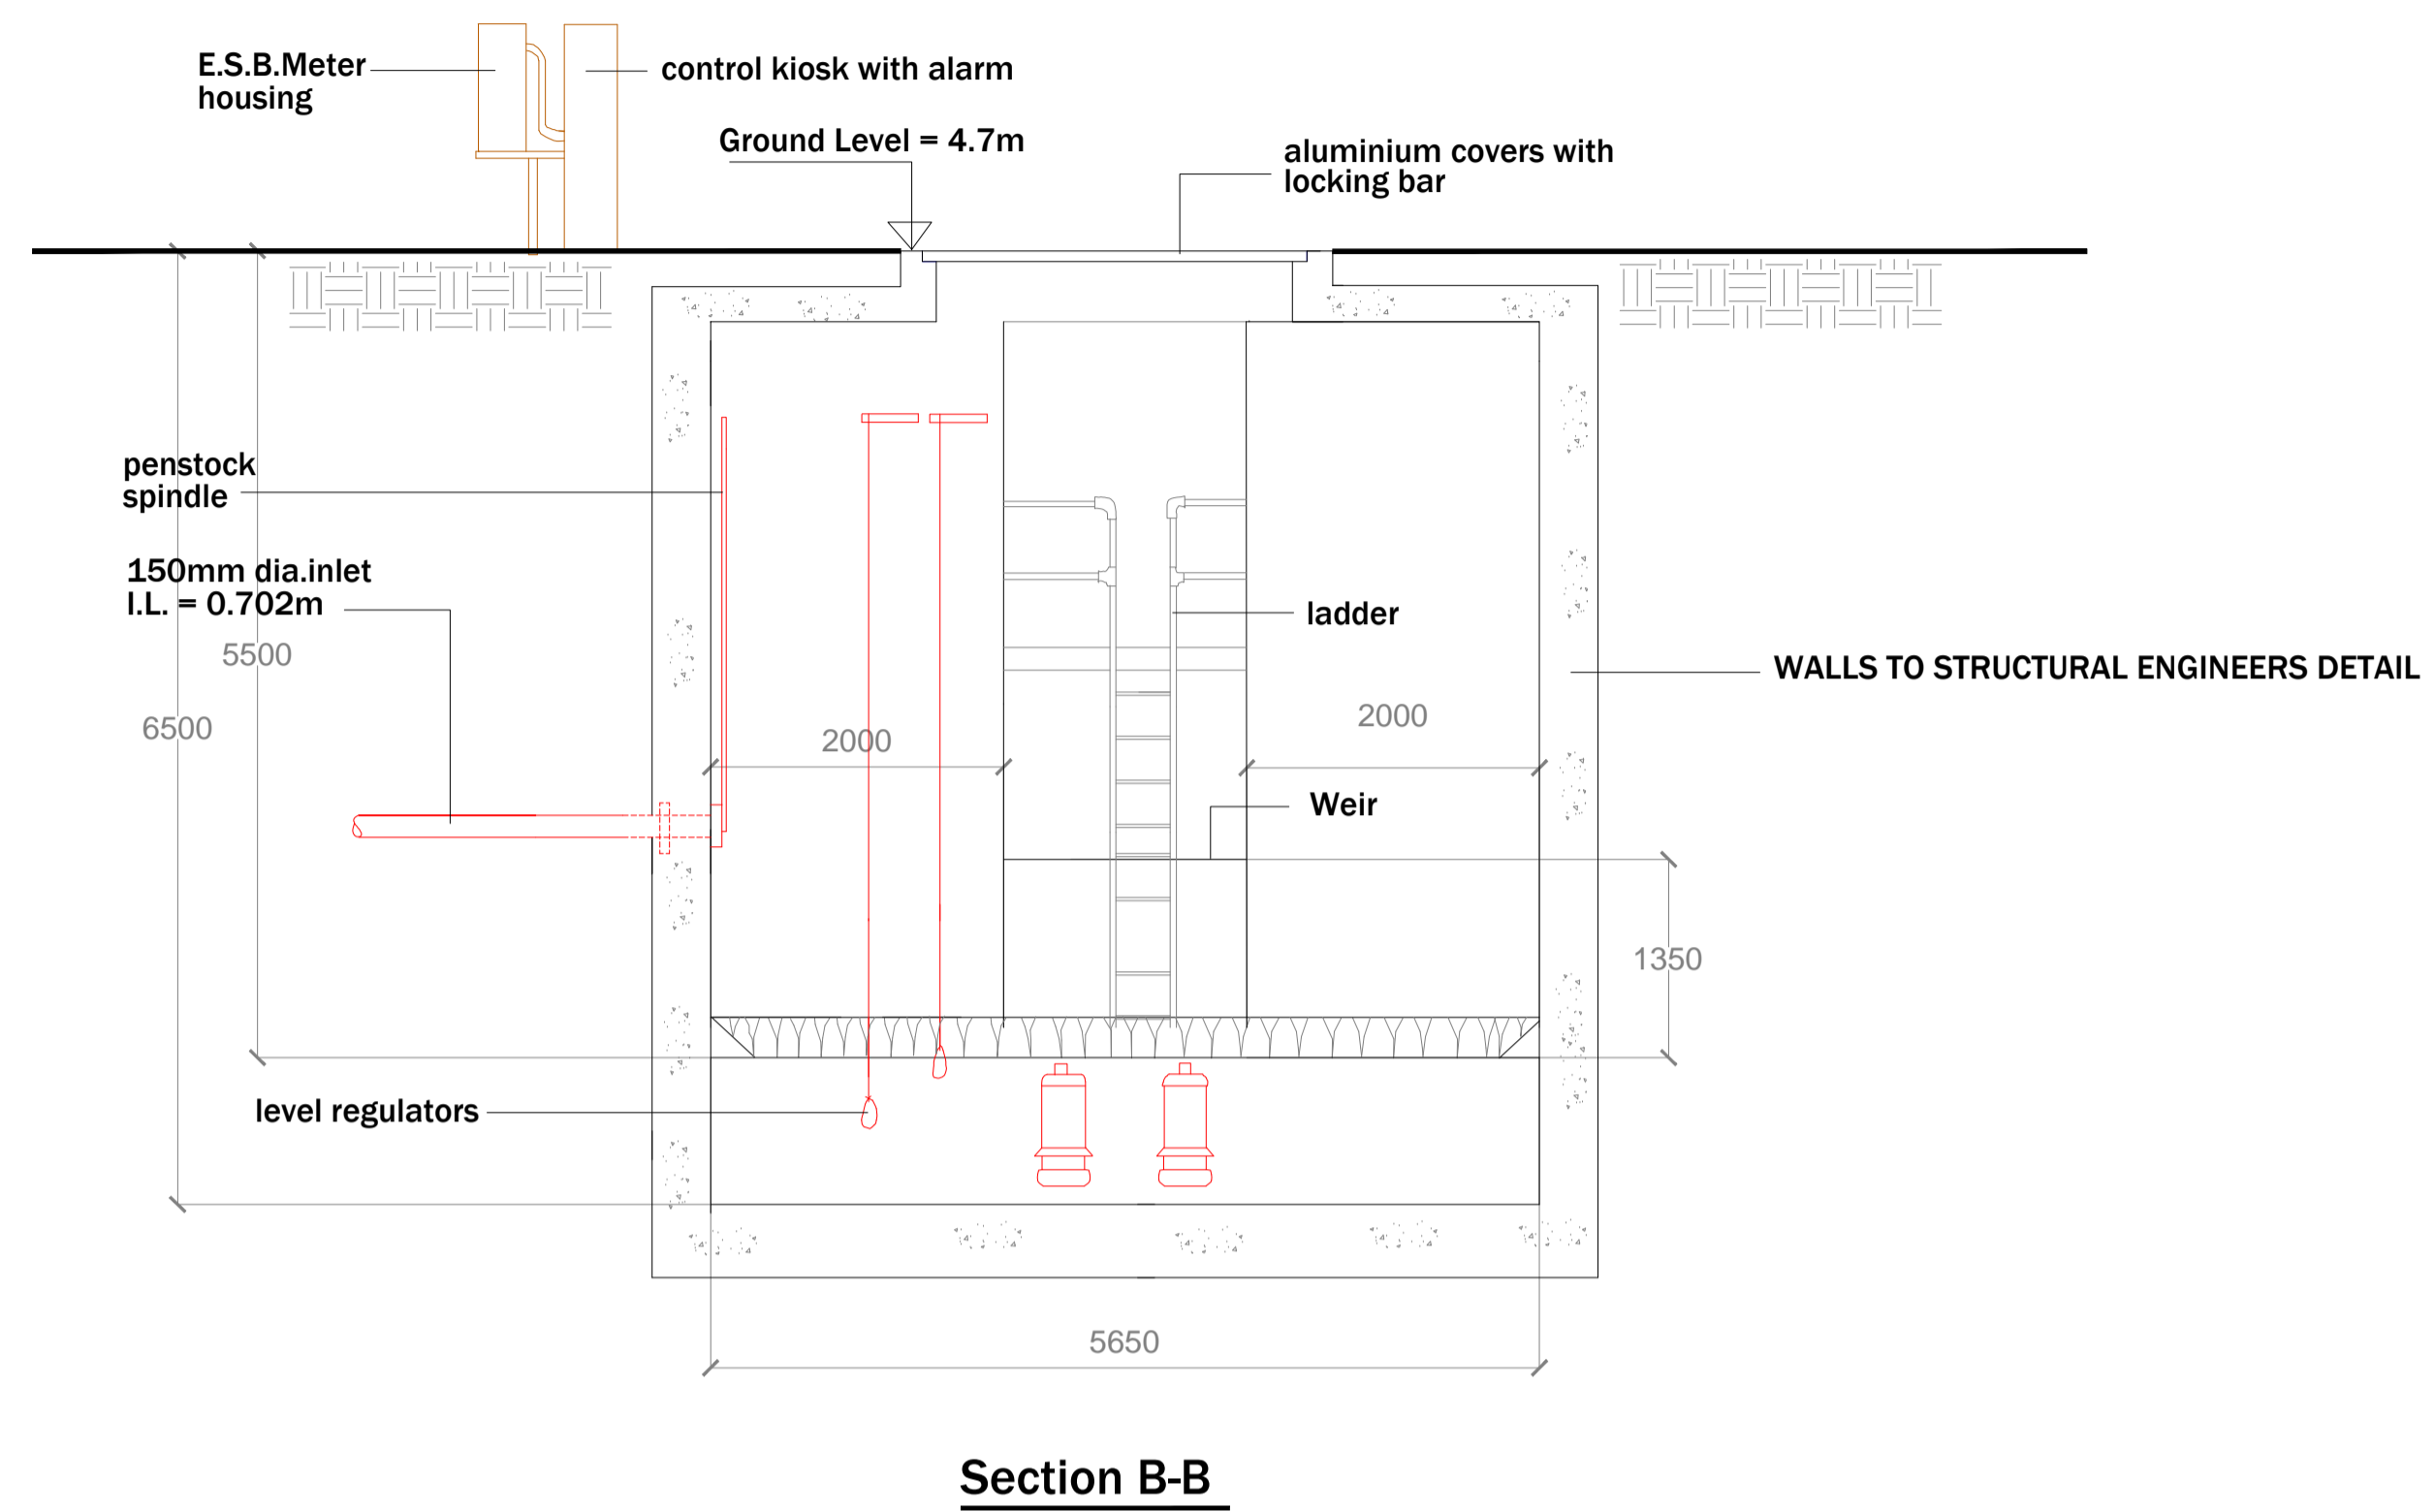 E.S.B.Meter
housing
control kiosk with alarm
Ground Level = 4.7m
aluminium covers with
locking bar
penstock
spindle
150mm dia.inlet
I.L. = 0.702m
ladder
5500
WALLS TO STRUCTURAL ENGINEERS DETAIL
6500
2000
2000
Weir
1350
level regulators
5650
Section B-B